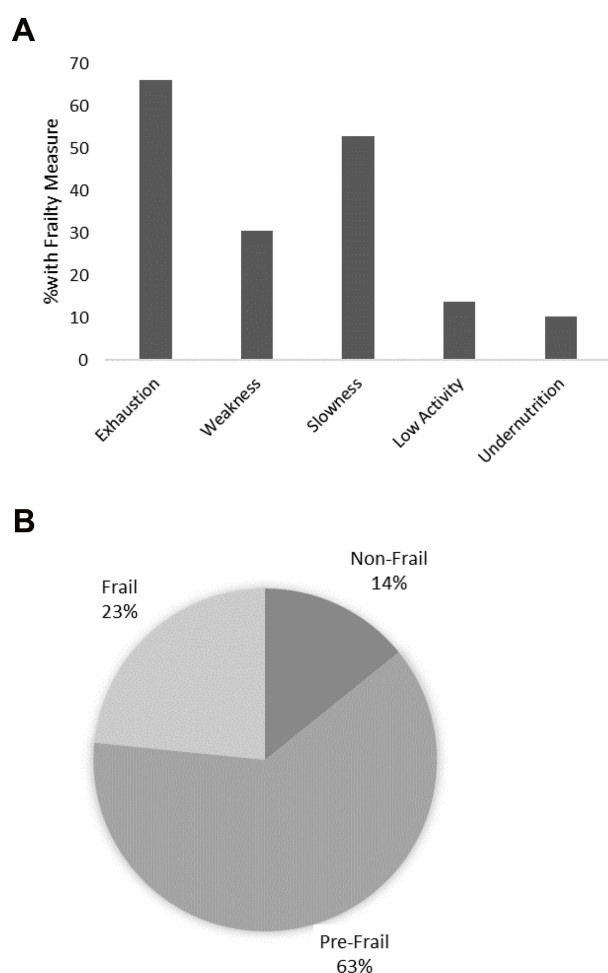 A
%with Frailty Measure
70
60
50
40
30
20
10
0
Exhaustion
Weakness
Slowness
Low Activity
Undernutrition
B
Non-Frail
14%
Frail
23%
Pre-Frail
63%